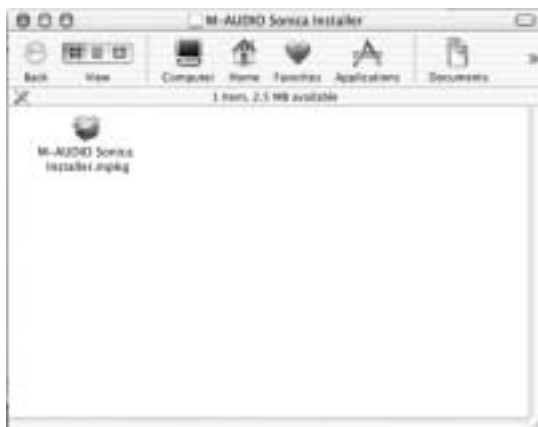 M-AUDIO Sonica Installer
Back View Computer Home Favorites Applications Documents
1 item, 2.5 MB available
M-AUDIO Sonica
Installer.mpkg